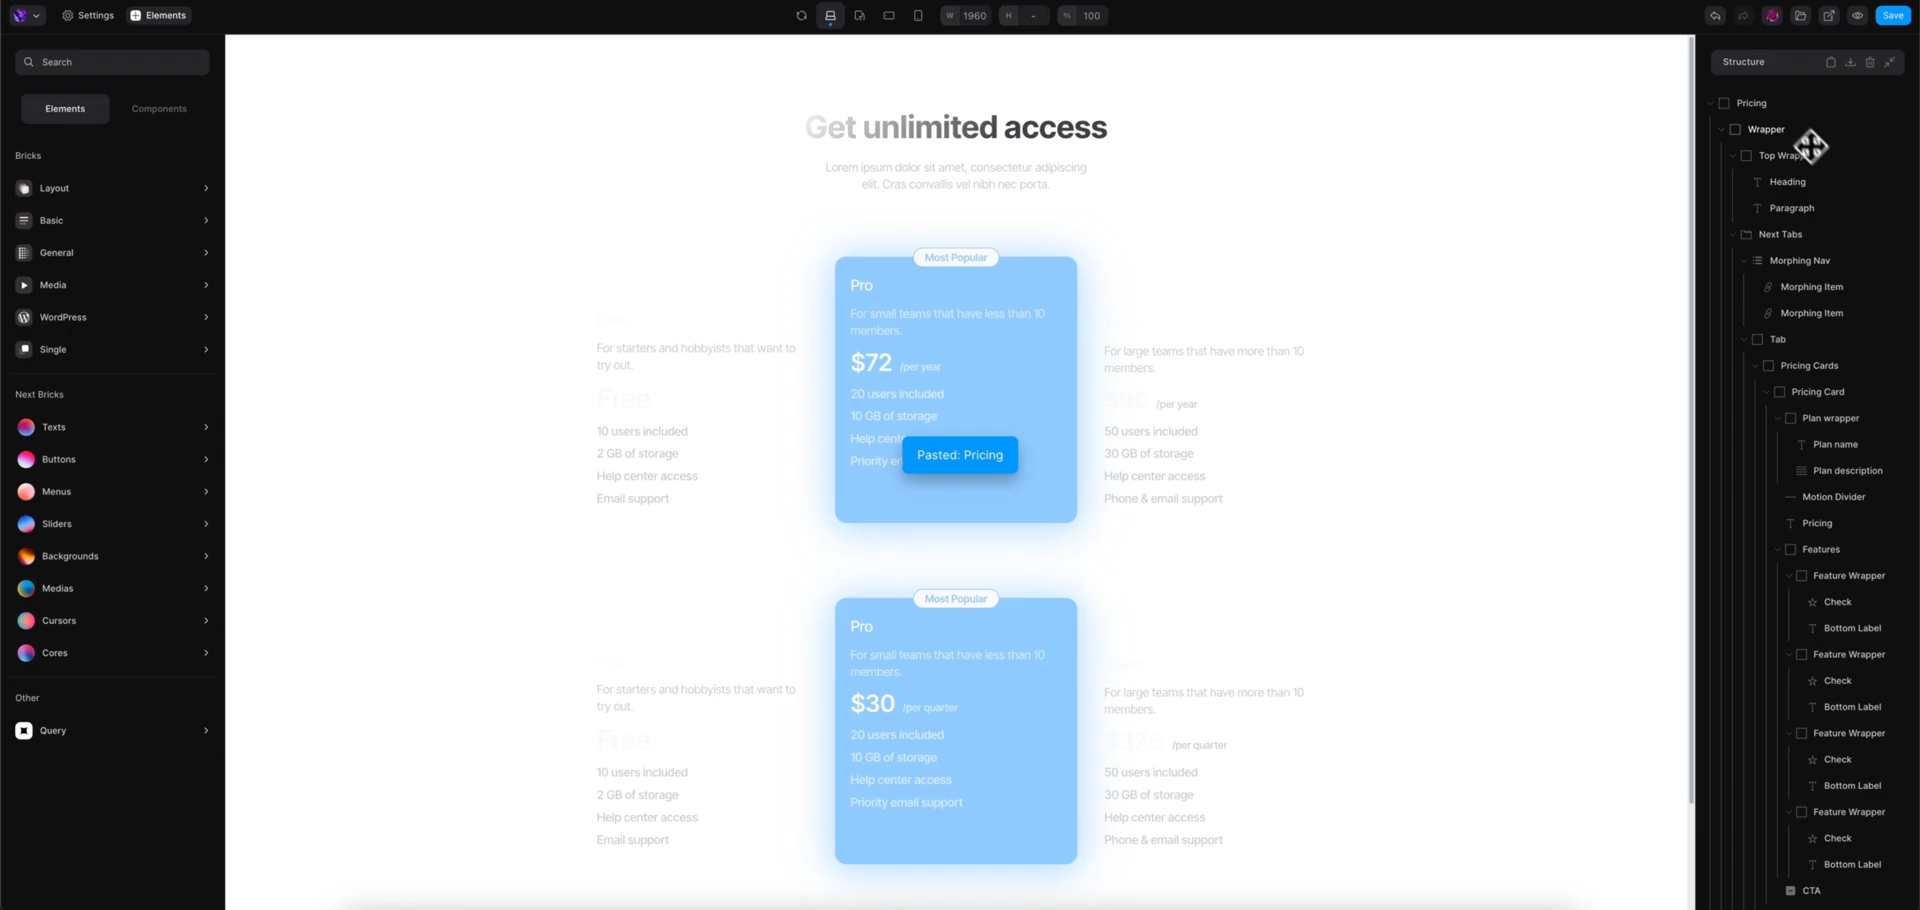 Settings
Elements
W 1960
H -
% 100
Save
Search
Elements
Components
Bricks
Layout
Basic
General
Media
WordPress
Single
Next Bricks
Texts
Buttons
Menus
Sliders
Backgrounds
Medias
Cursors
Cores
Other
Query
Get unlimited access
Lorem ipsum dolor sit amet, consectetur adipiscing
elit. Cras convallis vel nibh nec porta.
For starters and hobbyists that want to
try out.
Free
10 users included
2 GB of storage
Help center access
Email support
Most Popular
Pro
For small teams that have less than 10
members.
$72 /per year
20 users included
10 GB of storage
Help cente
Priority em
Pasted: Pricing
For large teams that have more than 10
members.
$90 /per year
50 users included
30 GB of storage
Help center access
Phone & email support
For starters and hobbyists that want to
try out.
Free
10 users included
2 GB of storage
Help center access
Email support
Most Popular
Pro
For small teams that have less than 10
members.
$30 /per quarter
20 users included
10 GB of storage
Help center access
Priority email support
For large teams that have more than 10
members.
$37.5 /per quarter
50 users included
30 GB of storage
Help center access
Phone & email support
Structure
Pricing
Wrapper
Top Wrapp
Heading
Paragraph
Next Tabs
Morphing Nav
Morphing Item
Morphing Item
Tab
Pricing Cards
Pricing Card
Plan wrapper
Plan name
Plan description
Motion Divider
Pricing
Features
Feature Wrapper
Check
Bottom Label
Feature Wrapper
Check
Bottom Label
Feature Wrapper
Check
Bottom Label
Feature Wrapper
Check
Bottom Label
CTA